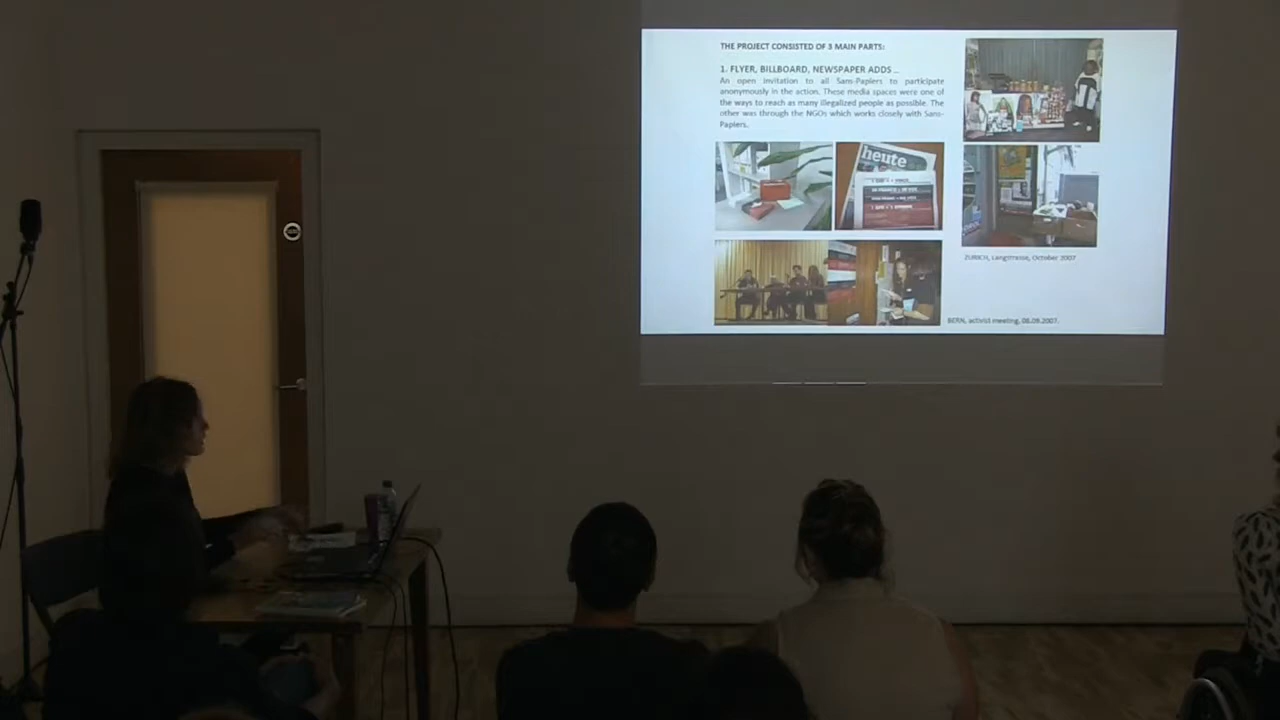 THE PROJECT CONSISTED OF 3 MAIN PARTS:
1. FLYER, BILLBOARD, NEWSPAPER ADDS ...
An open invitation to all Sans-Papiers to participate
anonymously in the action. These media spaces were one of
the ways to reach as many illegalized people as possible. The
other was through the NGOs which works closely with Sans-
Papiers.
heute
ZURICH, Langstrasse, October 2007
BERN, activist meeting, 06.09.2007.